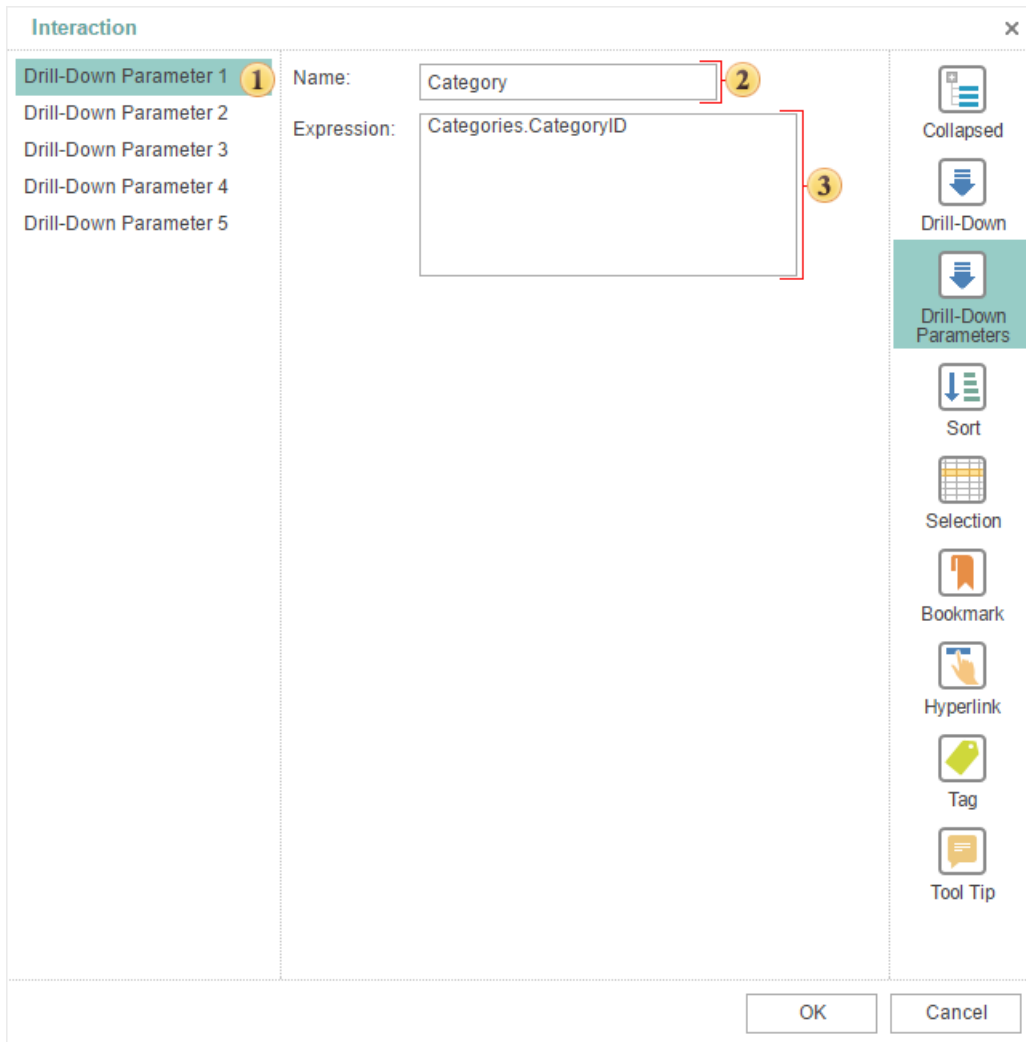 Interaction
Drill-Down Parameter 1
1
Drill-Down Parameter 2
Drill-Down Parameter 3
Drill-Down Parameter 4
Drill-Down Parameter 5
Name:
Category
2
Expression:
Categories.CategoryID
3
Collapsed
Drill-Down
Drill-Down
Parameters
Sort
Selection
Bookmark
Hyperlink
Tag
Tool Tip
OK
Cancel